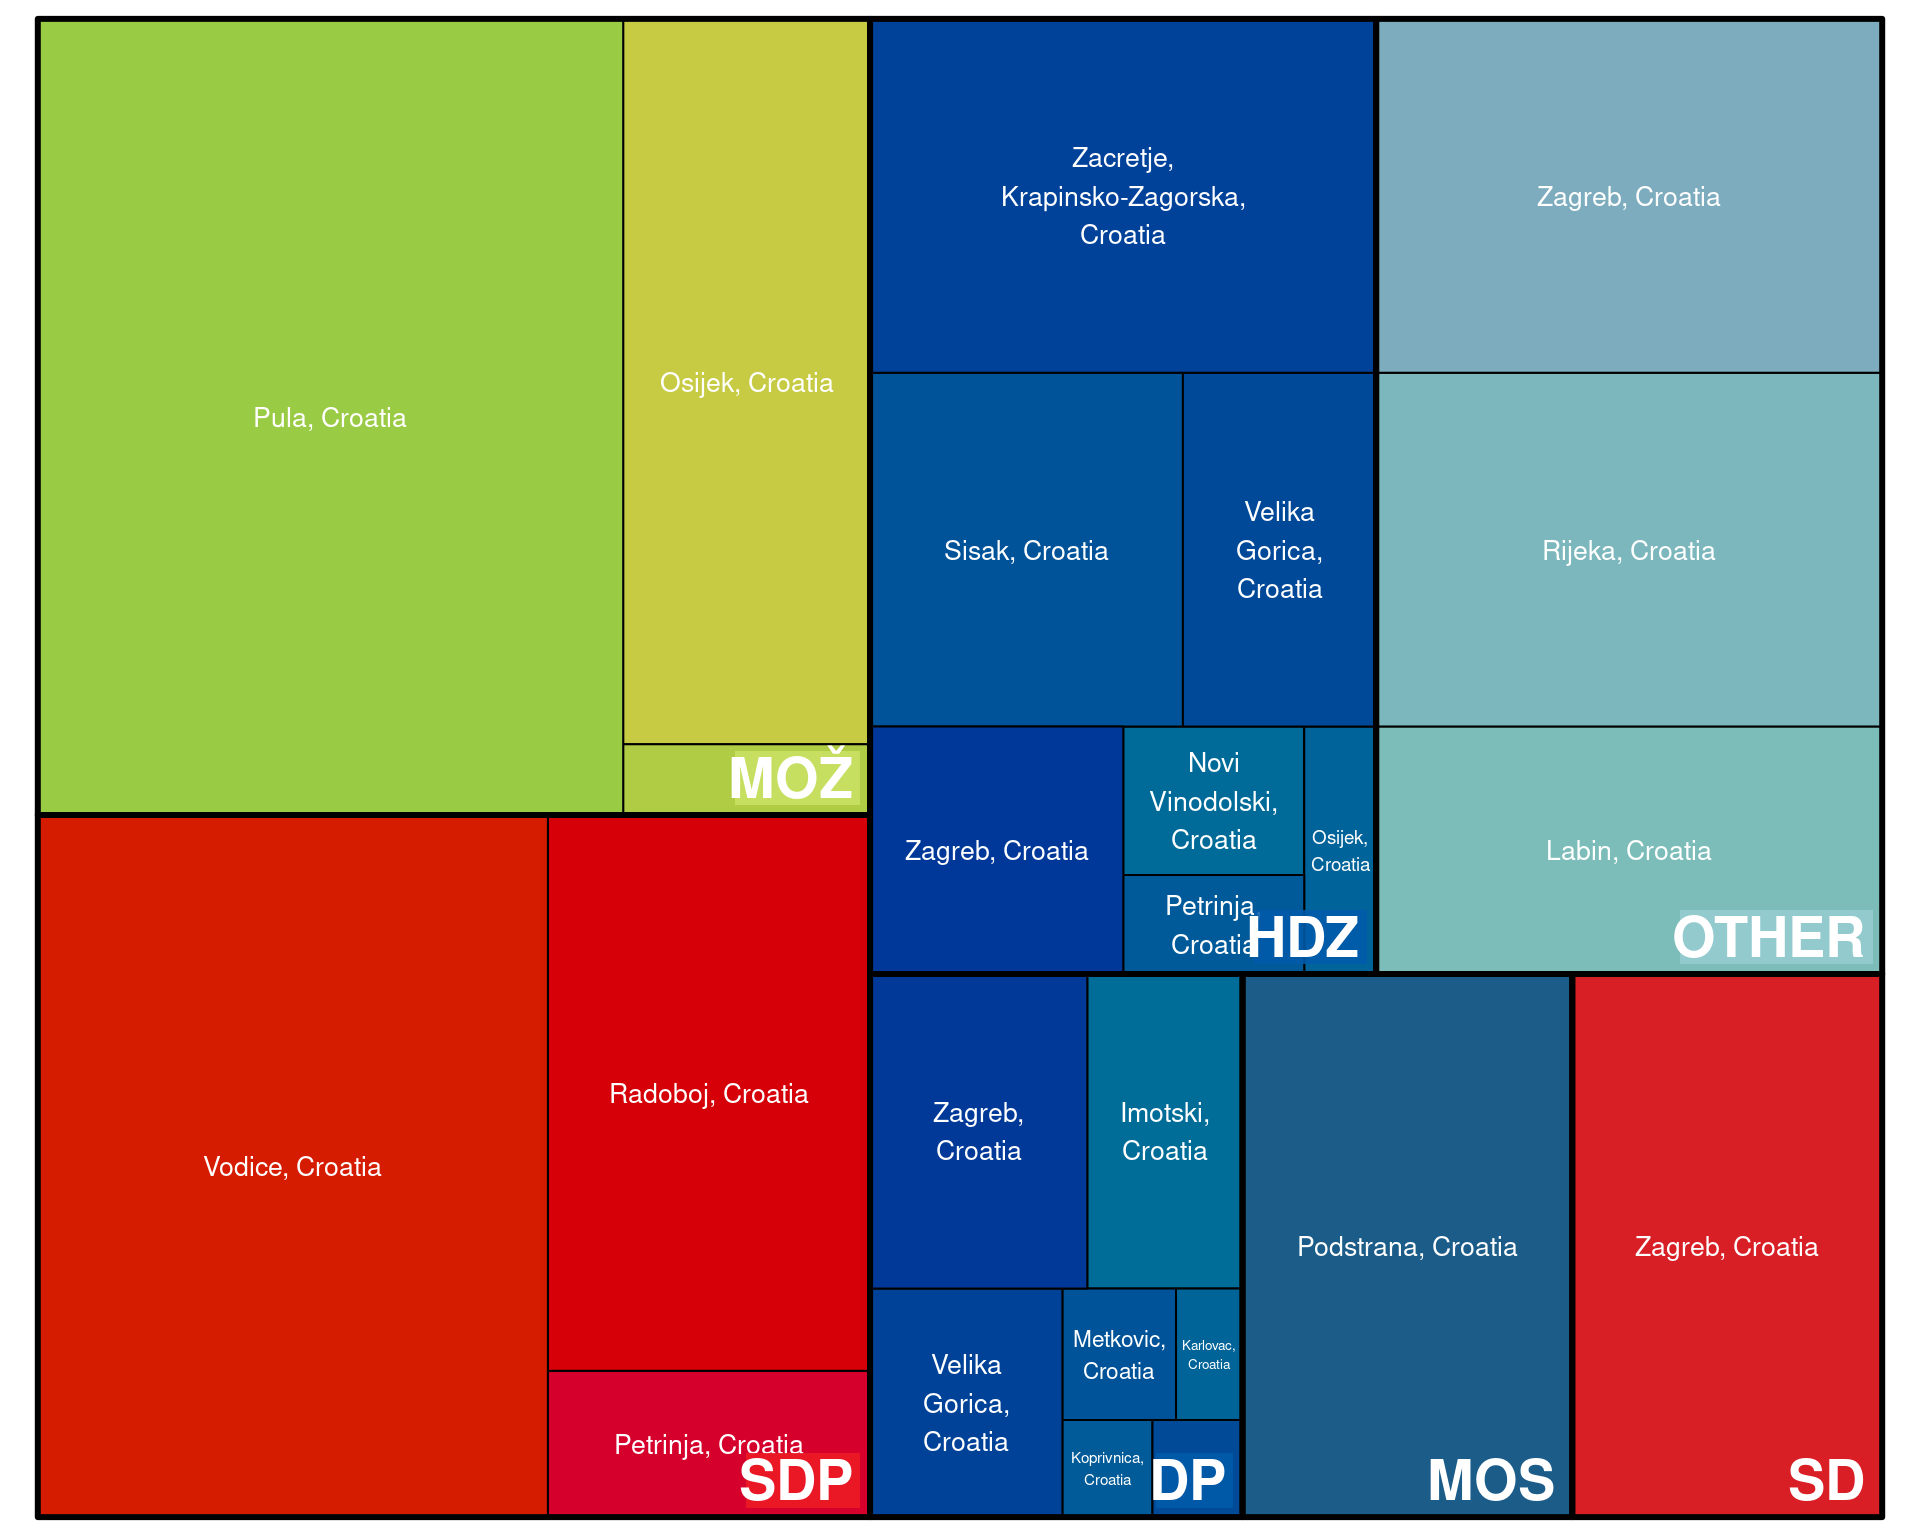 Pula, Croatia
Osijek, Croatia
MOŽ
Zacretje,
Krapinsko-Zagorska,
Croatia
Sisak, Croatia
Velika
Gorica,
Croatia
Zagreb, Croatia
Novi
Vinodolski,
Croatia
Osijek,
Croatia
Petrinja,
Croatia
HDZ
Zagreb, Croatia
Rijeka, Croatia
Labin, Croatia
OTHER
Vodice, Croatia
Radoboj, Croatia
Petrinja, Croatia
SDP
Zagreb,
Croatia
Imotski,
Croatia
Velika
Gorica,
Croatia
Metkovic,
Croatia
Karlovac,
Croatia
Koprivnica,
Croatia
DP
Podstrana, Croatia
MOS
Zagreb, Croatia
SD